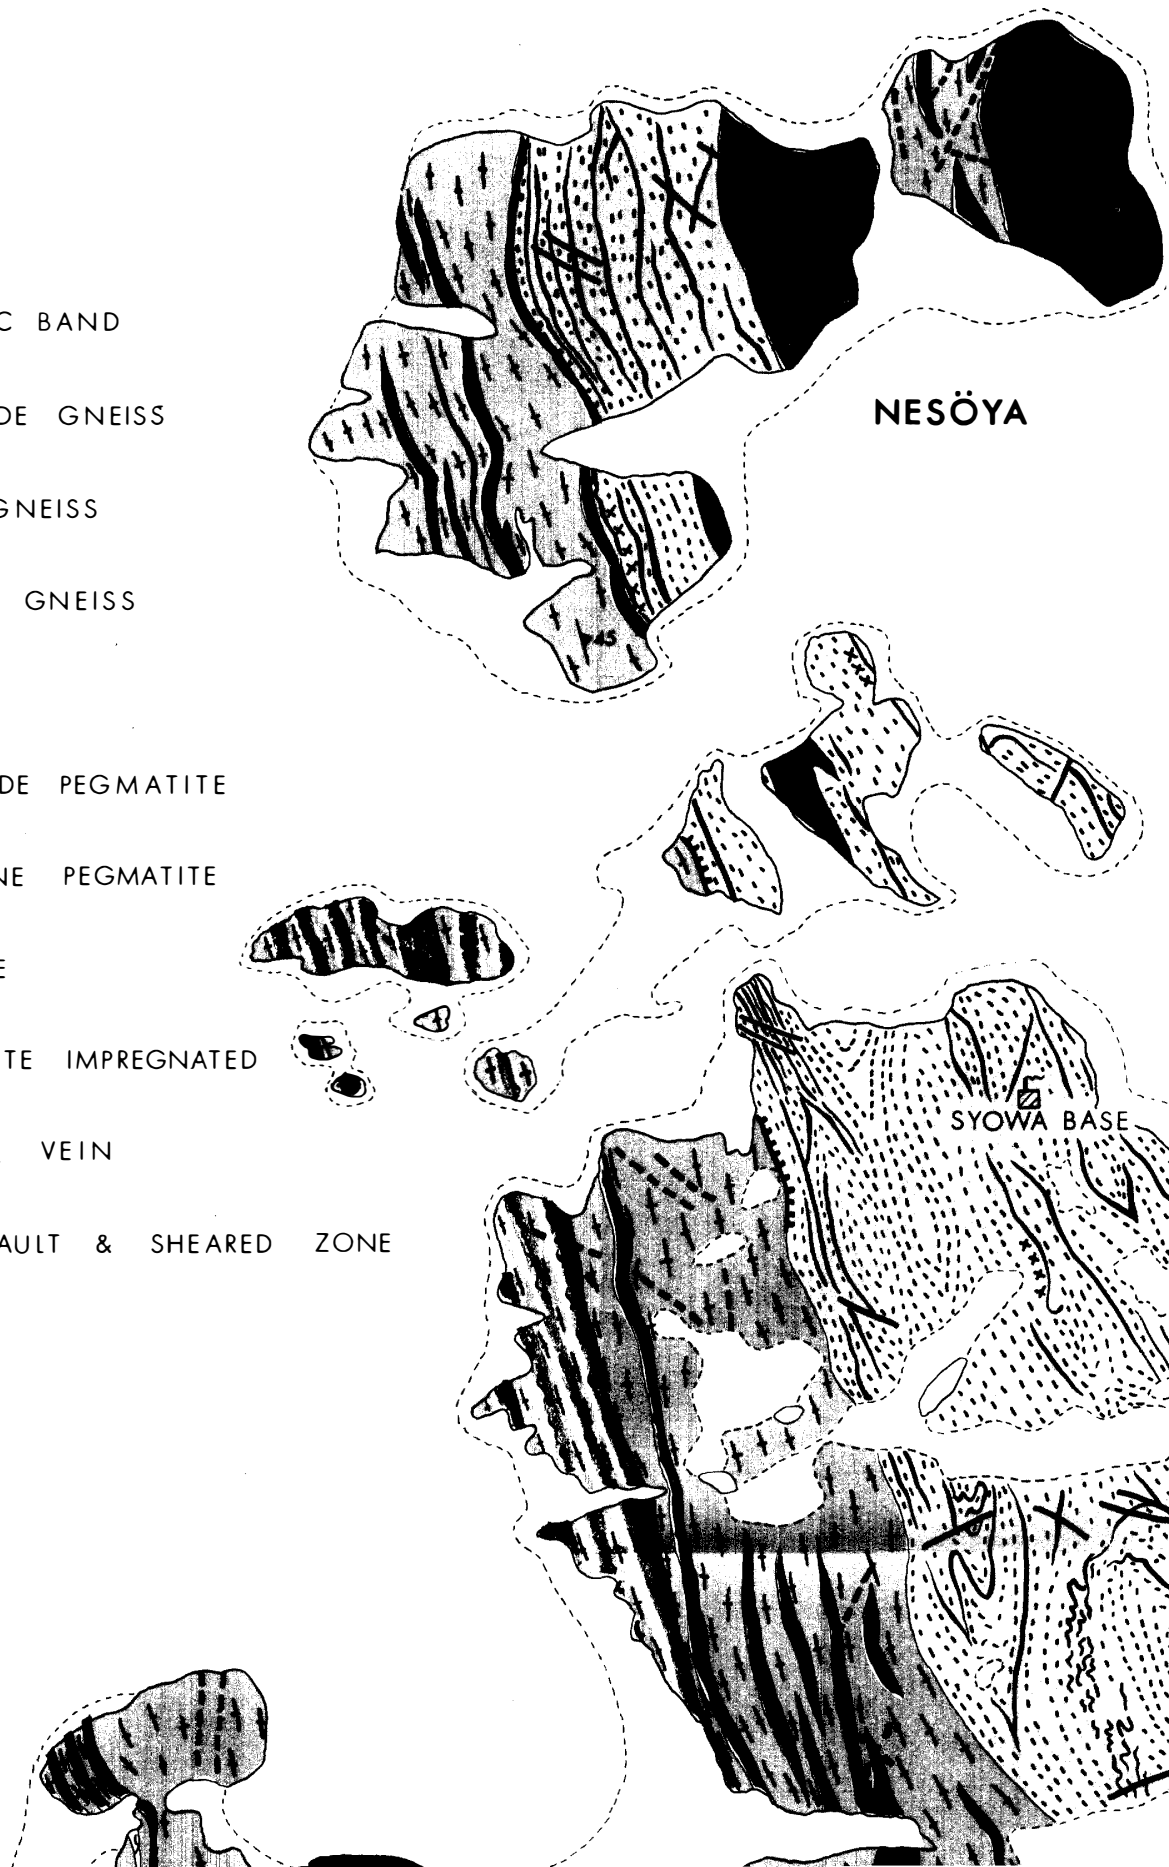 C BAND
NESÖYA
DE GNEISS
GNEISS
GNEISS
45
DE PEGMATITE
NE PEGMATITE
E
TE IMPREGNATED
SYOWA BASE
VEIN
AULT & SHEARED ZONE